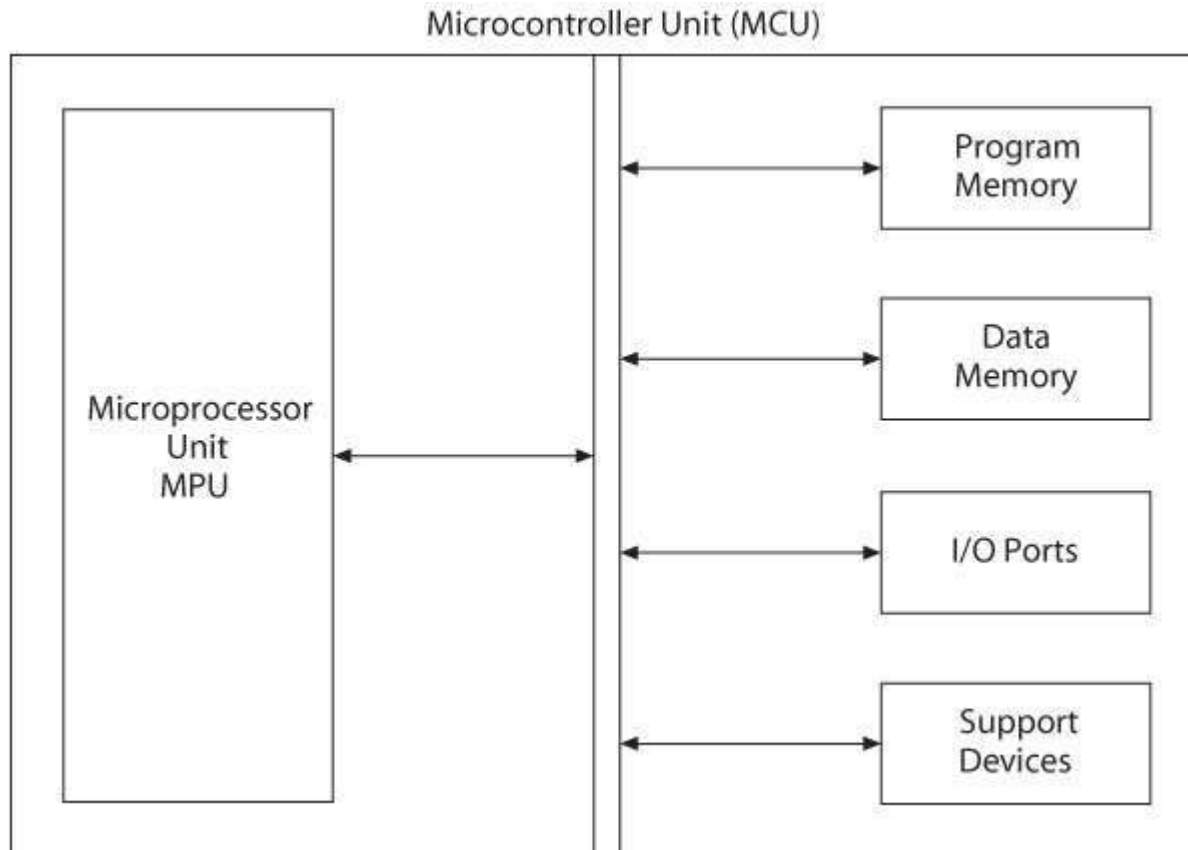 Microcontroller Unit (MCU)
Microprocessor
Unit
MPU
Program
Memory
Data
Memory
I/O Ports
Support
Devices